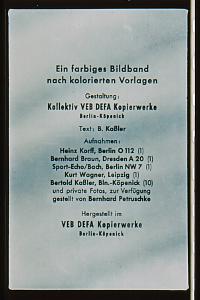 Ein farbiges Bildband
nach kolorierten Vorlagen
Gestaltung:
Kollektiv VEB DEFA Kopierwerke
Berlin-Köpenick
Text: B. Kaßler
Aufnahmen:
Heinz Korff, Berlin O 112 (1)
Bernhard Braun, Dresden A 20 (1)
Sport-Echo/Bach, Berlin NW 7 (1)
Kurt Wagner, Leipzig (1)
Bertold Kaßler, Bln.-Köpenick (10)
und private Fotos, zur Verfügung
gestellt von Bernhard Petruschke
Hergestellt im
VEB DEFA Kopierwerke
Berlin-Köpenick